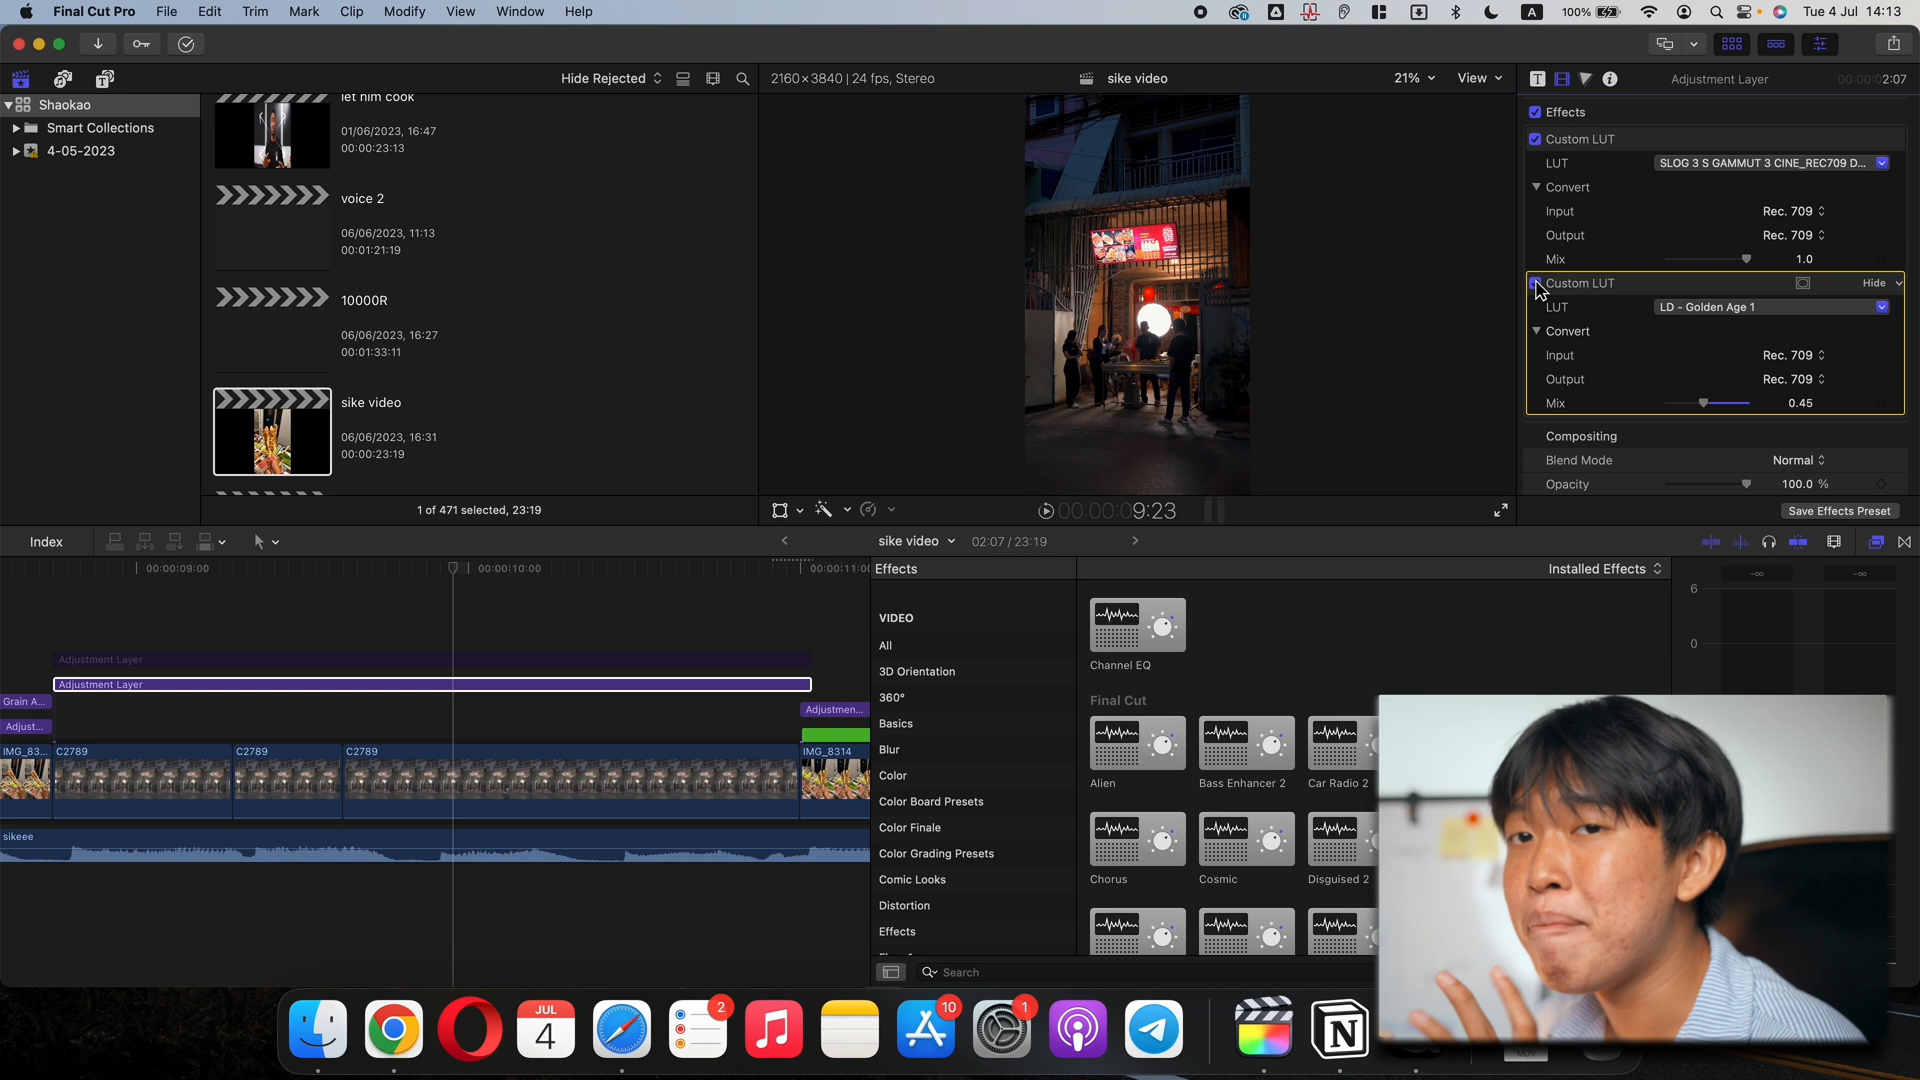 Final Cut Pro File Edit Trim Mark Clip Modify View Window Help
A 100% Tue 4 Jul 14:13
Hide Rejected
2160×3840 | 24 fps, Stereo
sike video
21% View
Adjustment Layer
00:00:02:07
Shaokao
Smart Collections
4-05-2023
let him cook
01/06/2023, 16:47
00:00:23:13
voice 2
06/06/2023, 11:13
00:01:21:19
10000R
06/06/2023, 16:27
00:01:33:11
sike video
06/06/2023, 16:31
00:00:23:19
1 of 471 selected, 23:19
00:00:00:09:23
Effects
Custom LUT
LUT SLOG 3 S GAMMUT 3 CINE_REC709 D...
Convert
Input Rec. 709
Output Rec. 709
Mix 1.0
Custom LUT Hide
LUT LD - Golden Age 1
Convert
Input Rec. 709
Output Rec. 709
Mix 0.45
Compositing
Blend Mode Normal
Opacity 100.0 %
Save Effects Preset
Index
sike video 02:07 / 23:19
00:00:09:00 00:00:10:00 00:00:11:00
Adjustment Layer
Adjustment Layer
Grain A...
Adjustmen...
Adjust...
IMG_83... C2789 C2789 C2789 IMG_8314
sikeee
Effects
Installed Effects
VIDEO
All
3D Orientation
360°
Basics
Blur
Color
Color Board Presets
Color Finale
Color Grading Presets
Comic Looks
Distortion
Effects
Channel EQ
Final Cut
Alien Bass Enhancer 2 Car Radio 2
Chorus Cosmic Disguised 2
Search
-∞ -∞
6
0
JUL
4
2
10
1
N
MOV